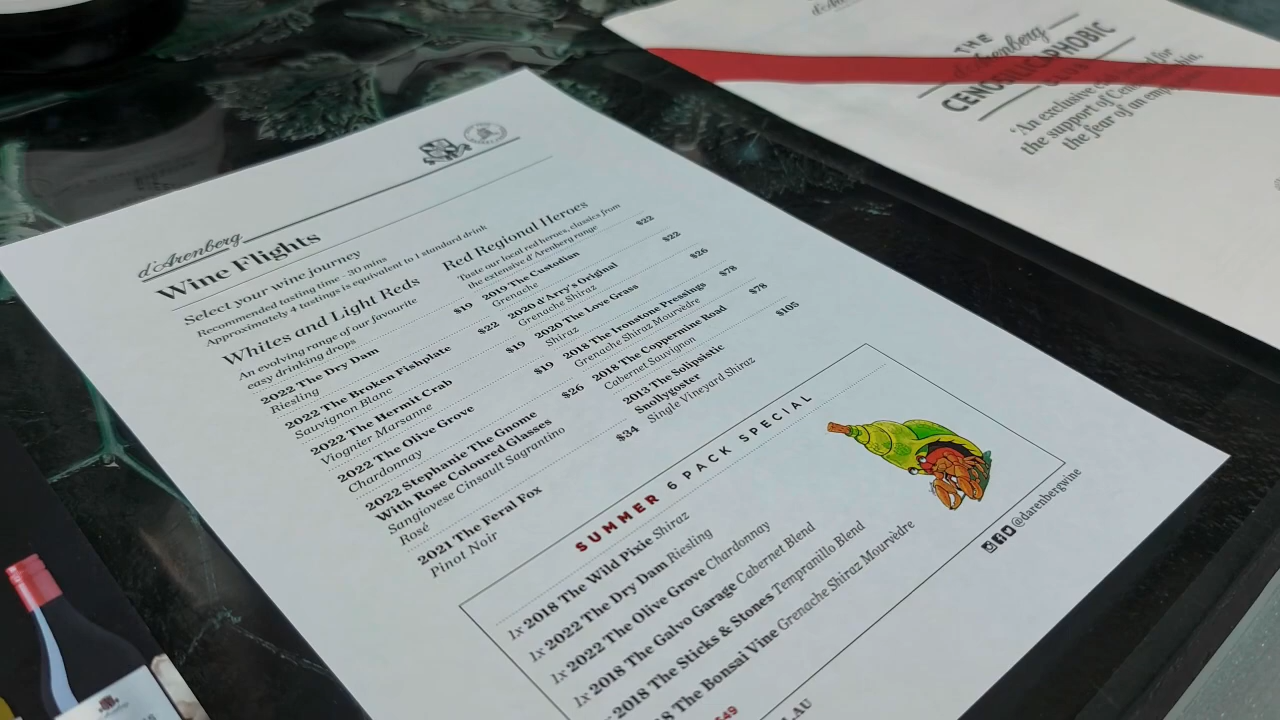 d'Arenberg
Wine Flights
Select your wine journey
Recommended tasting time - 30 mins
Approximately 4 tastings is equivalent to 1 standard drink
Whites and Light Reds
An evolving range of our favourite
easy drinking drops
2022 The Dry Dam $19
Riesling
2022 The Broken Fishplate $22
Sauvignon Blanc
2022 The Hermit Crab $19
Viognier Marsanne
2022 The Olive Grove $19
Chardonnay
2022 Stephanie The Gnome $26
With Rose Coloured Glasses
Sangiovese Cinsault Sagrantino
Rosé
2021 The Feral Fox $34
Pinot Noir
Red Regional Heroes
Taste our local red heroes, classics from
the extensive d'Arenberg range
2019 The Custodian $22
Grenache
2020 d'Arry's Original $22
Grenache Shiraz
2020 The Love Grass $26
Shiraz
2018 The Ironstone Pressings $78
Grenache Shiraz Mourvèdre
2018 The Coppermine Road $78
Cabernet Sauvignon
2013 The Solipsistic $105
Snollygoster
Single Vineyard Shiraz
SUMMER 6 PACK SPECIAL
1x 2018 The Wild Pixie Shiraz
1x 2022 The Dry Dam Riesling
1x 2022 The Olive Grove Chardonnay
1x 2018 The Galvo Garage Cabernet Blend
2018 The Sticks & Stones Tempranillo Blend
8 The Bonsai Vine Grenache Shiraz Mourvèdre
@darenbergwine
THE
d'Arenberg
'An exclusive
the support of
the fear of an